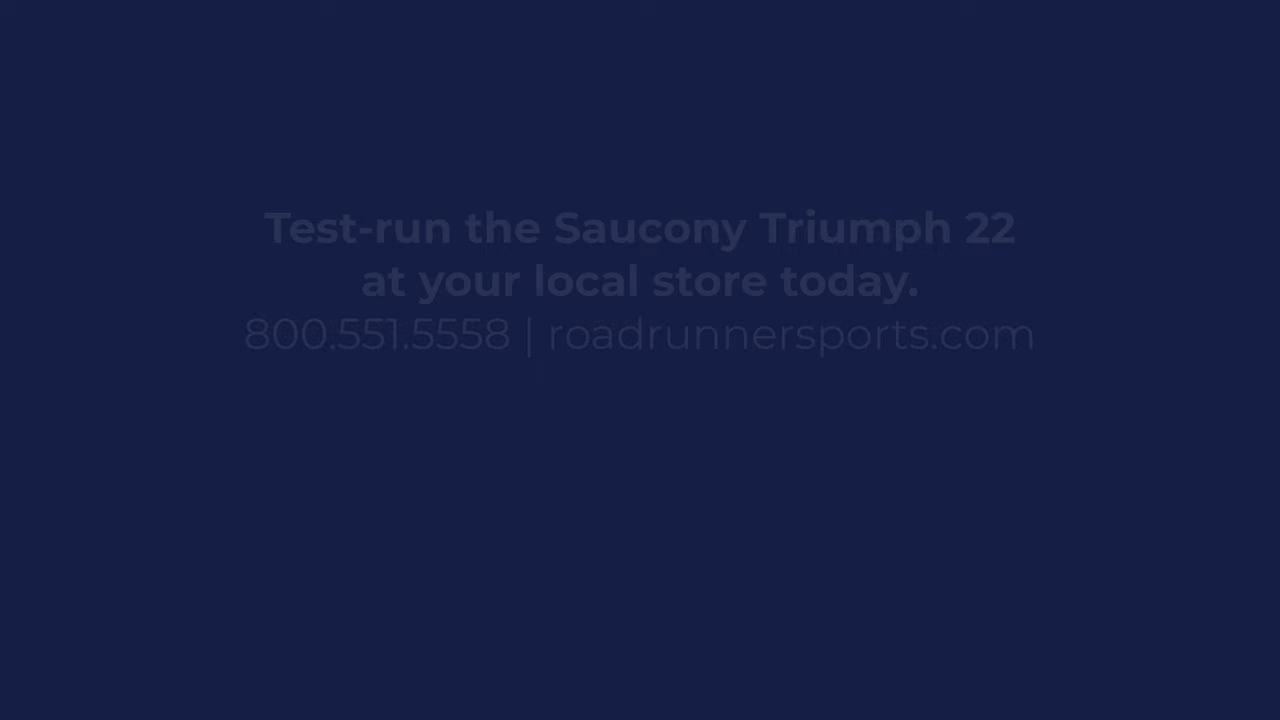 Test-run the Saucony Triumph 22
at your local store today.
800.551.5558 | roadrunnersports.com